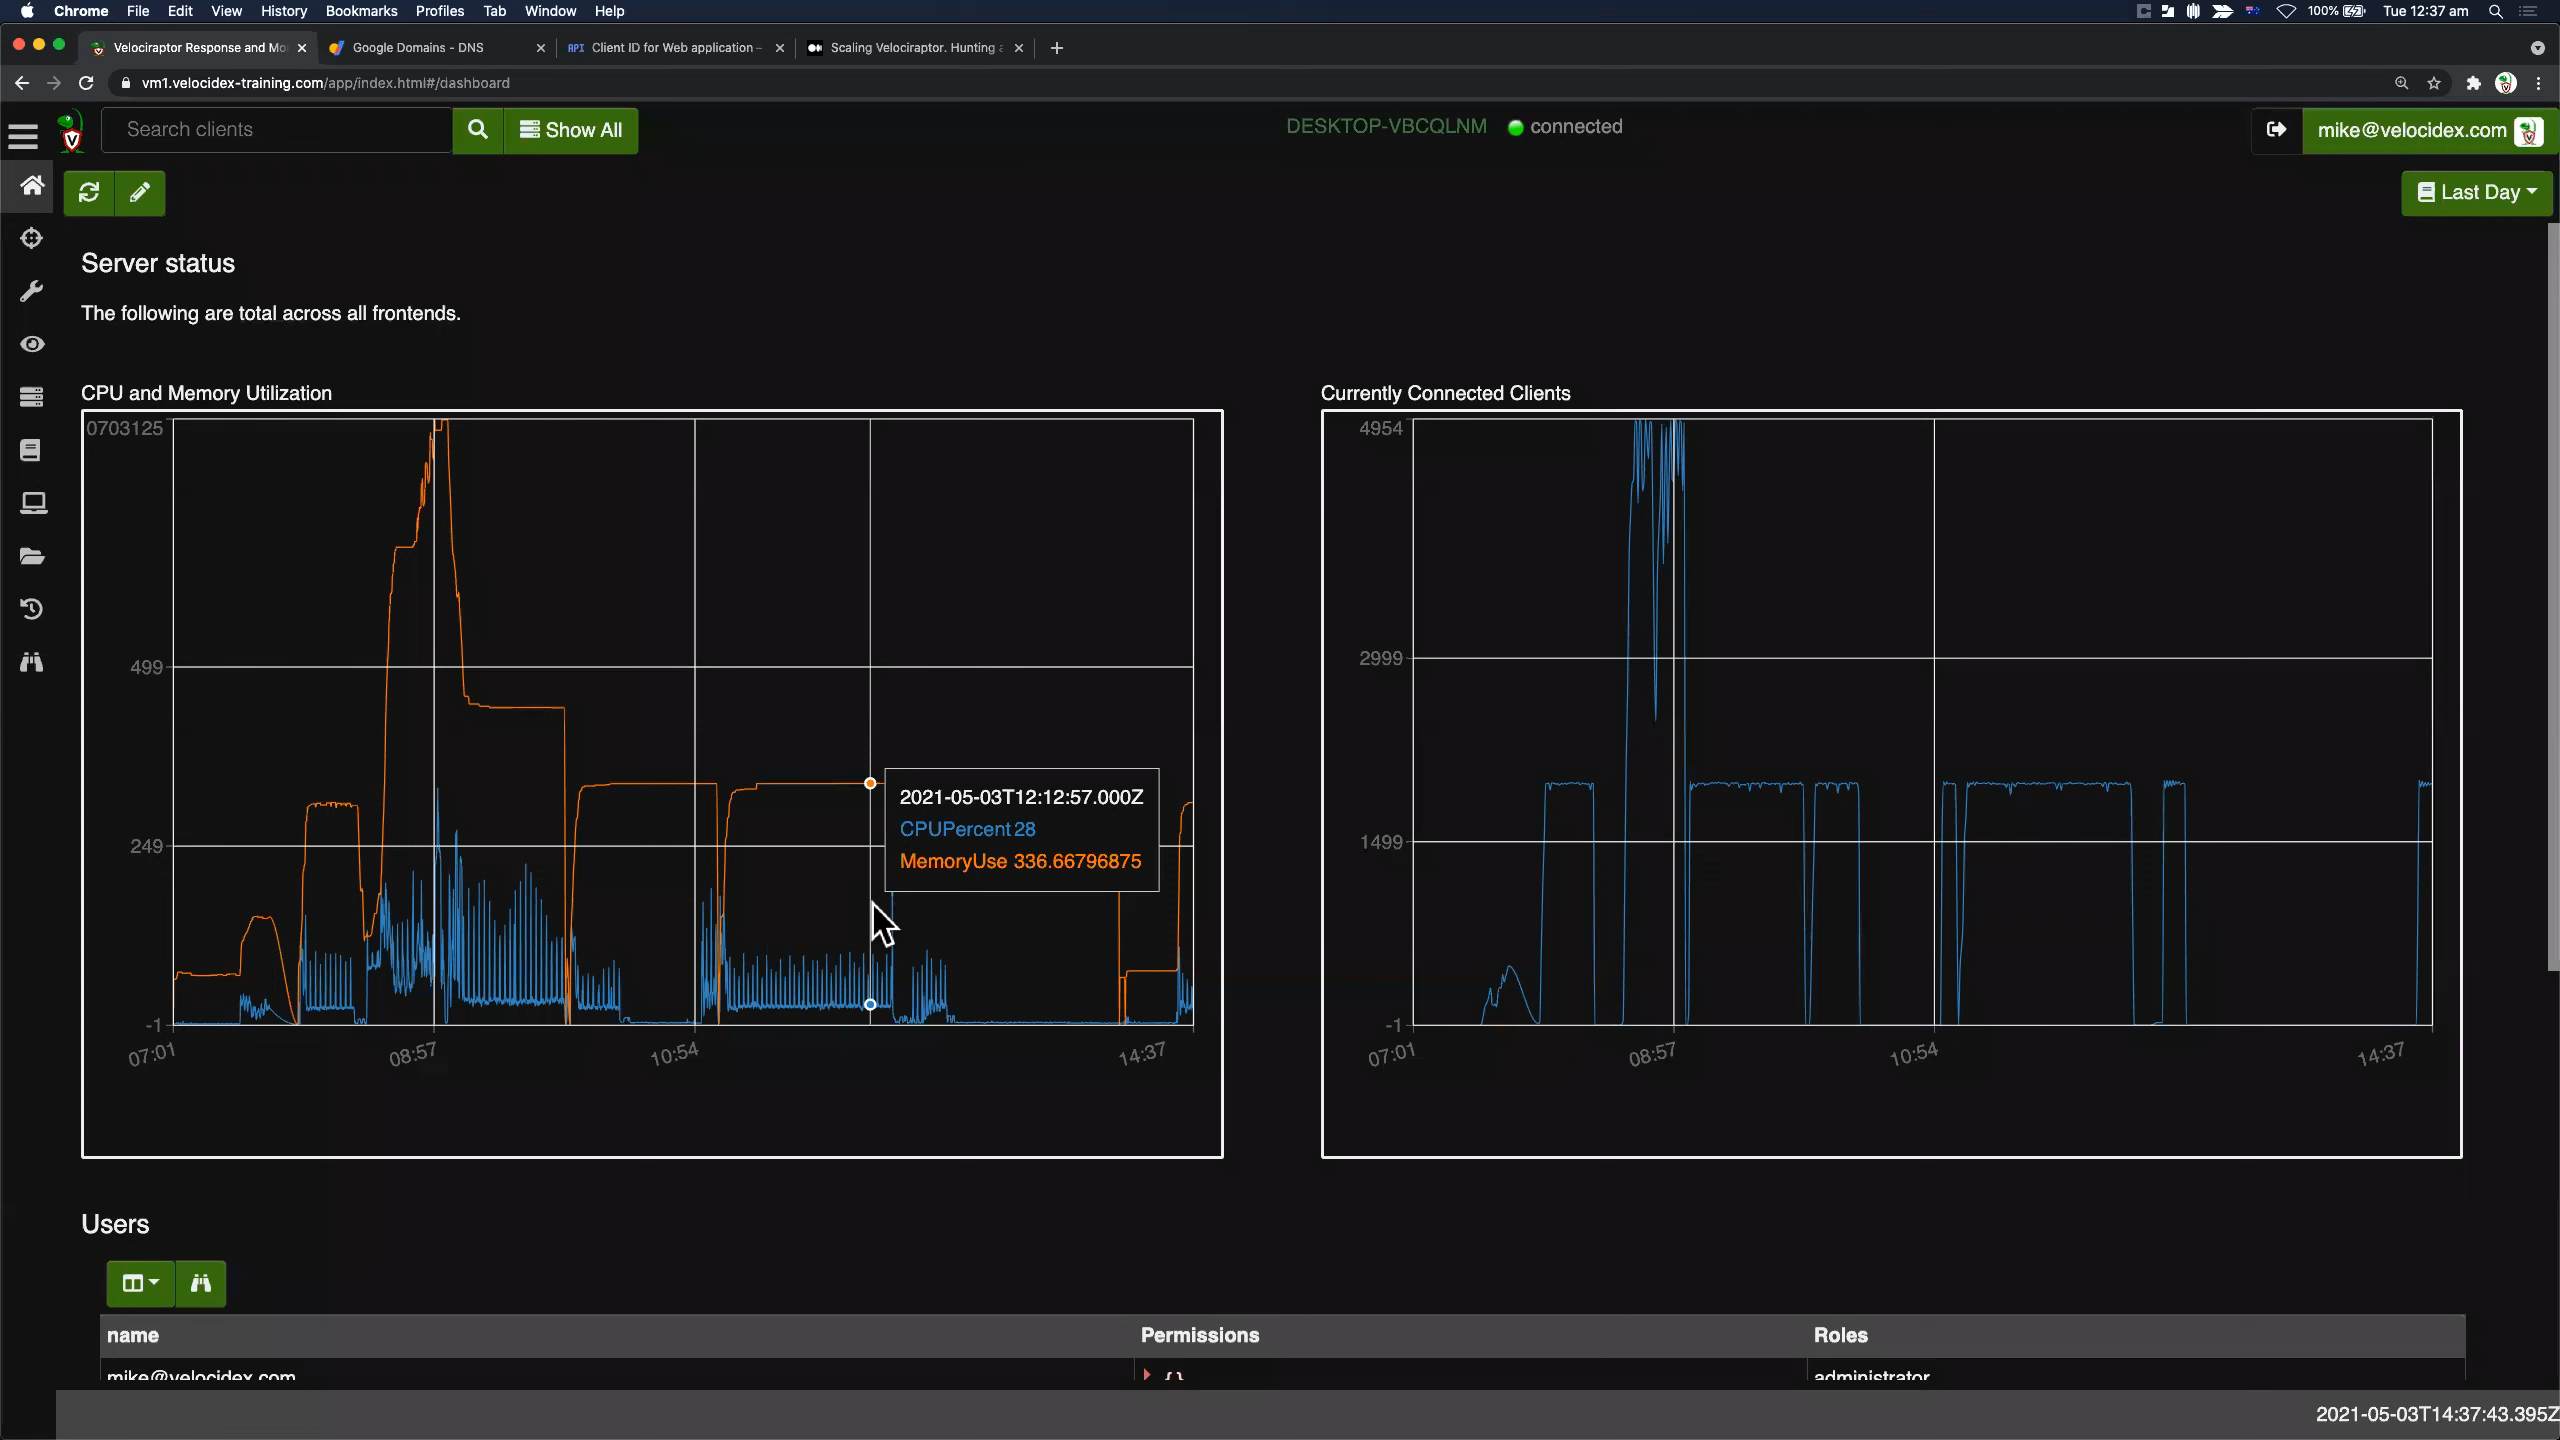 Chrome File Edit View History Bookmarks Profiles Tab Window Help 100% Tue 12:37 am
Velociraptor Response and Mo
Google Domains - DNS
API Client ID for Web application -
Scaling Velociraptor. Hunting a
vm1.velocidex-training.com/app/index.html#/dashboard
Search clients
Show All
DESKTOP-VBCQLNM connected
mike@velocidex.com
Last Day
Server status
The following are total across all frontends.
CPU and Memory Utilization
0703125
499
249
-1
07:01
08:57
10:54
14:37
2021-05-03T12:12:57.000Z
CPUPercent 28
MemoryUse 336.66796875
Currently Connected Clients
4954
2999
1499
-1
07:01
08:57
10:54
14:37
Users
name Permissions Roles
mike@velocidex.com {} administrator
2021-05-03T14:37:43.395Z